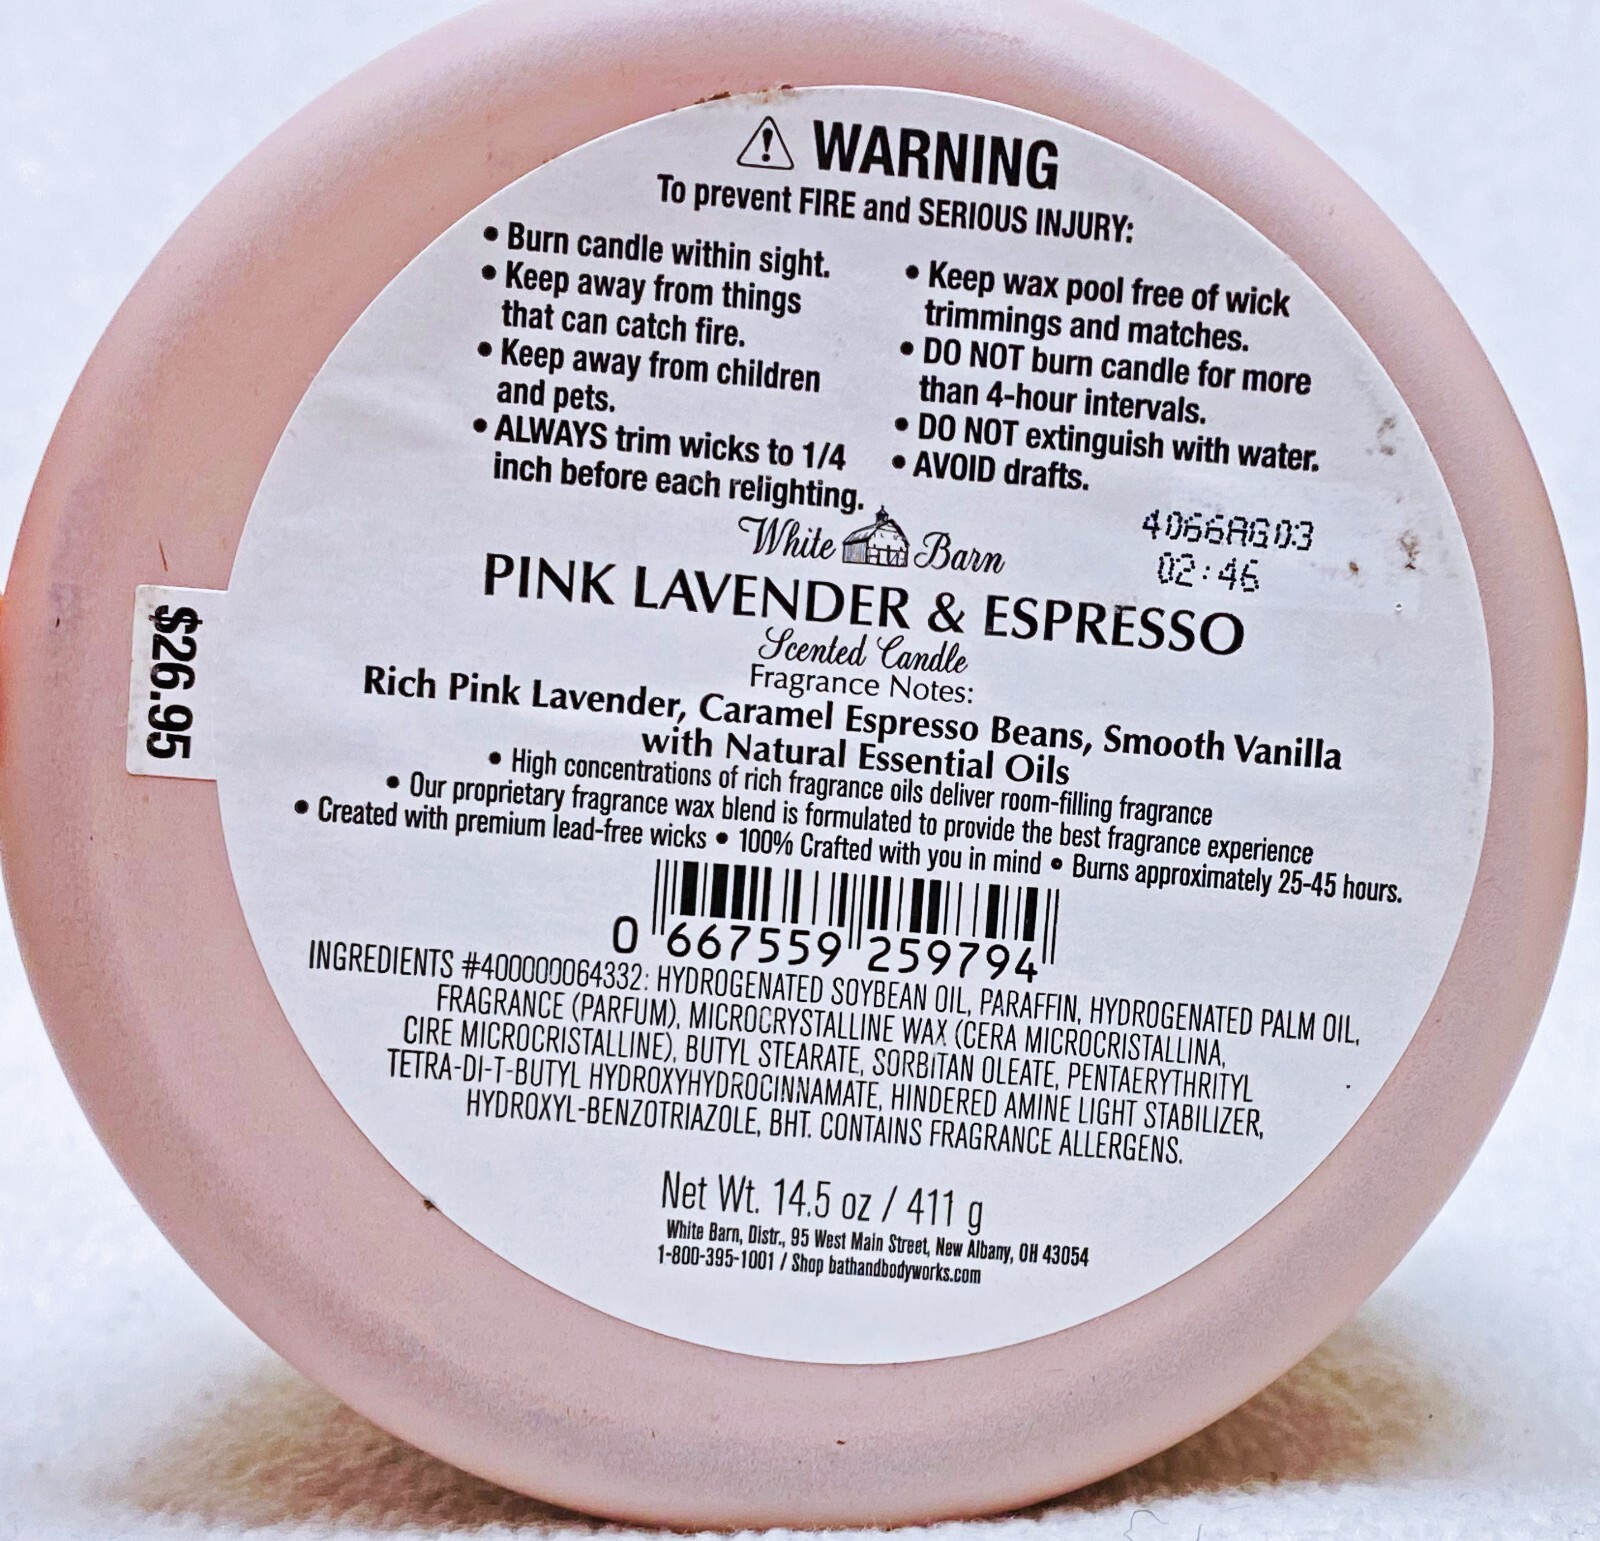 WARNING
To prevent FIRE and SERIOUS INJURY:
• Burn candle within sight.
• Keep away from things
that can catch fire.
• Keep away from children
and pets.
• ALWAYS trim wicks to 1/4
inch before each relighting.
• Keep wax pool free of wick
trimmings and matches.
• DO NOT burn candle for more
than 4-hour intervals.
• DO NOT extinguish with water.
• AVOID drafts.
4066AG03
02:46
White Barn
PINK LAVENDER & ESPRESSO
Scented Candle
Fragrance Notes:
Rich Pink Lavender, Caramel Espresso Beans, Smooth Vanilla
with Natural Essential Oils
• High concentrations of rich fragrance oils deliver room-filling fragrance
• Our proprietary fragrance wax blend is formulated to provide the best fragrance experience
• Created with premium lead-free wicks • 100% Crafted with you in mind • Burns approximately 25-45 hours.
$26.95
0 667559 259794
INGREDIENTS #400000064332: HYDROGENATED SOYBEAN OIL, PARAFFIN, HYDROGENATED PALM OIL,
FRAGRANCE (PARFUM), MICROCRYSTALLINE WAX (CERA MICROCRISTALLINA,
CIRE MICROCRISTALLINE), BUTYL STEARATE, SORBITAN OLEATE, PENTAERYTHRITYL
TETRA-DI-T-BUTYL HYDROXYHYDROCINNAMATE, HINDERED AMINE LIGHT STABILIZER,
HYDROXYL-BENZOTRIAZOLE, BHT. CONTAINS FRAGRANCE ALLERGENS.
Net Wt. 14.5 oz / 411 g
White Barn, Distr., 95 West Main Street, New Albany, OH 43054
1-800-395-1001 / Shop bathandbodyworks.com